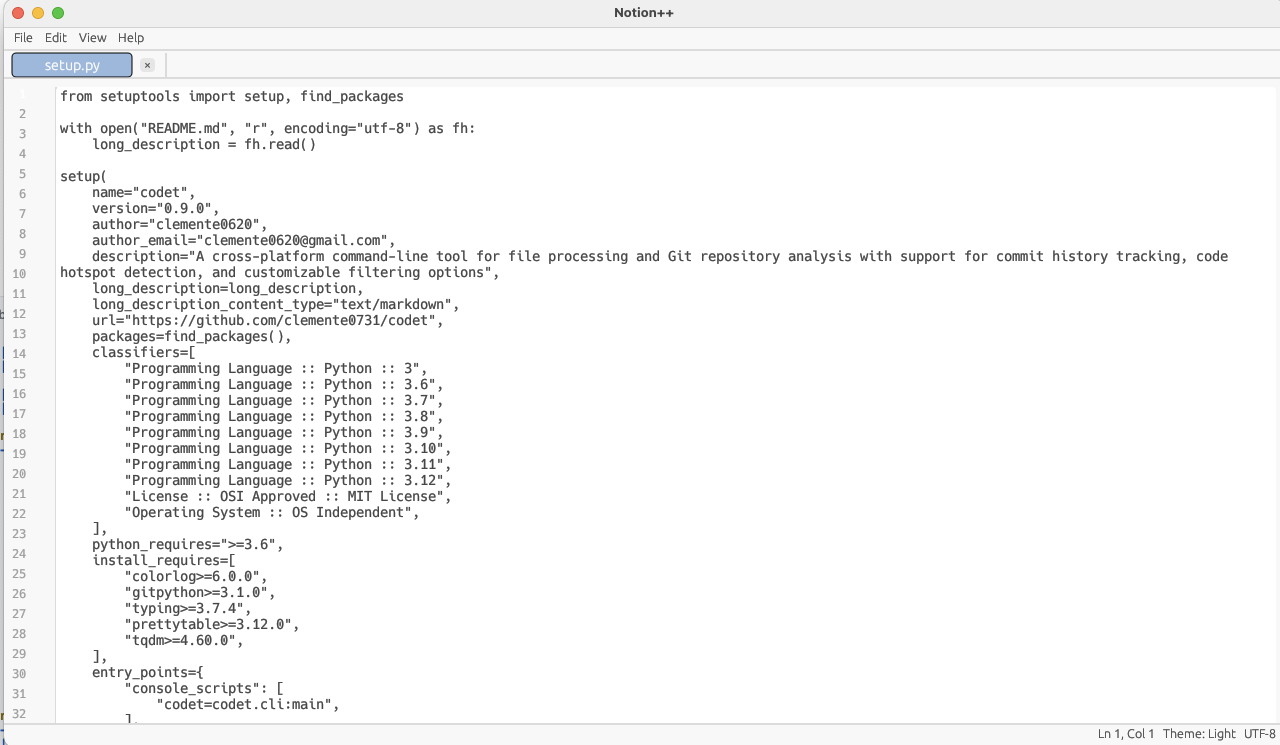 Notion++
File Edit View Help
setup.py ×
1 from setuptools import setup, find_packages
2
3 with open("README.md", "r", encoding="utf-8") as fh:
4     long_description = fh.read()
5
6 setup(
7     name="codet",
8     version="0.9.0",
9     author="clemente0620",
10     author_email="clemente0620@gmail.com",
11     description="A cross-platform command-line tool for file processing and Git repository analysis with support for commit history tracking, code
12 hotspot detection, and customizable filtering options",
13     long_description=long_description,
14     long_description_content_type="text/markdown",
15     url="https://github.com/clemente0731/codet",
16     packages=find_packages(),
17     classifiers=[
18         "Programming Language :: Python :: 3",
19         "Programming Language :: Python :: 3.6",
20         "Programming Language :: Python :: 3.7",
21         "Programming Language :: Python :: 3.8",
22         "Programming Language :: Python :: 3.9",
23         "Programming Language :: Python :: 3.10",
24         "Programming Language :: Python :: 3.11",
25         "Programming Language :: Python :: 3.12",
26         "License :: OSI Approved :: MIT License",
27         "Operating System :: OS Independent",
28     ],
29     python_requires=">=3.6",
30     install_requires=[
31         "colorlog>=6.0.0",
32         "gitpython>=3.1.0",
        "typing>=3.7.4",
        "prettytable>=3.12.0",
        "tqdm>=4.60.0",
    ],
    entry_points={
        "console_scripts": [
            "codet=codet.cli:main",
        ],
Ln 1, Col 1 Theme: Light UTF-8